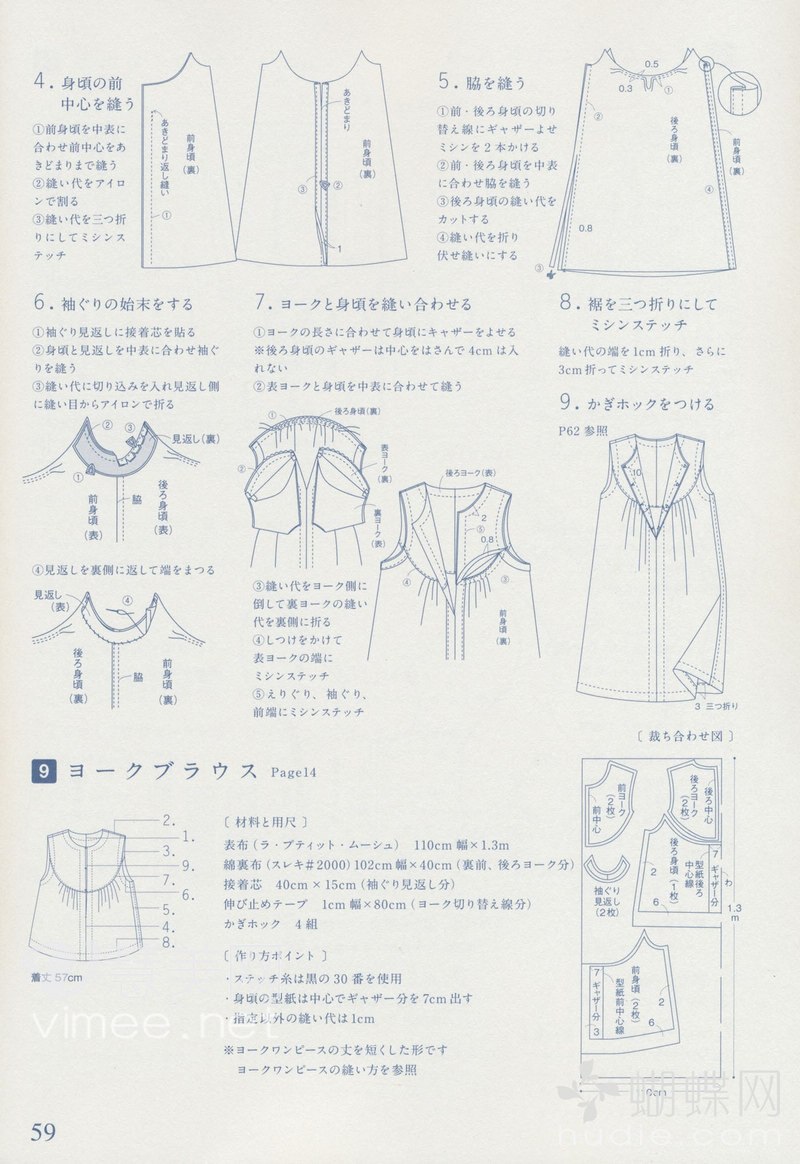 4. 身頃の前
中心を縫う
①前身頃を中表に
合わせ前中心をあ
きどまりまで縫う
②縫い代をアイロ
ンで割る
③縫い代を三つ折
りにしてミシンス
テッチ
あきどまり返し縫い
前身頃(裏)
①
あきどまり
前身頃(裏)
③
②
1
5. 脇を縫う
①前・後ろ身頃の切り
替え線にギャザーよせ
ミシンを2本かける
②前・後ろ身頃を中表
に合わせ脇を縫う
③後ろ身頃の縫い代を
カットする
④縫い代を折り
伏せ縫いにする
0.5
0.3
①
②
後ろ身頃(裏)
前身頃(裏)
④
0.8
③
6. 袖ぐりの始末をする
①袖ぐり見返しに接着芯を貼る
②身頃と見返しを中表に合わせ袖ぐ
りを縫う
③縫い代に切り込みを入れ見返し側
に縫い目からアイロンで折る
②
③
見返し(裏)
①
前身頃(表)
脇
後ろ身頃(表)
④見返しを裏側に返して端をまつる
見返し
(表)
④
後ろ身頃(裏)
脇
前身頃(裏)
7. ヨークと身頃を縫い合わせる
①ヨークの長さに合わせて身頃にギャザーをよせる
※後ろ身頃のギャザーは中心をはさんで4cmは入
れない
②表ヨークと身頃を中表に合わせて縫う
①
後ろ身頃(裏)
②
表ヨーク(裏)
裏ヨーク(表)
後ろヨーク(表)
2
⑤
0.8
④
③
前身頃(裏)
③縫い代をヨーク側に
倒して裏ヨークの縫い
代を裏側に折る
④しつけをかけて
表ヨークの端に
ミシンステッチ
⑤えりぐり、袖ぐり、
前端にミシンステッチ
8. 裾を三つ折りにして
ミシンステッチ
縫い代の端を1cm折り、さらに
3cm折ってミシンステッチ
9. かぎホックをつける
P62参照
10
3 三つ折り
9 ヨークブラウス Page14
2.
1.
3.
9.
7.
6.
5.
4.
8.
着丈57cm
〔材料と用尺〕
表布(ラ・プティット・ムーシュ) 110cm幅×1.3m
綿裏布(スレキ#2000)102cm幅×40cm(裏前、後ろヨーク分)
接着芯 40cm×15cm(袖ぐり見返し分)
伸び止めテープ 1cm幅×80cm(ヨーク切り替え線分)
かぎホック 4組
〔作り方ポイント〕
・ステッチ糸は黒の30番を使用
・身頃の型紙は中心でギャザー分を7cm出す
・指定以外の縫い代は1cm
※ヨークワンピースの丈を短くした形です
ヨークワンピースの縫い方を参照
〔裁ち合わせ図〕
前ヨーク(2枚)
前中心
後ろ中心
後ろヨーク(2枚)
袖ぐり
見返し
(2枚)
2
後ろ身頃(1枚)
型紙後ろ中心線
7
ギャザー分
6
わ
1.3
m
7
ギャザー分
3
前身頃(2枚)
型紙前中心線
2
6
vimee.net
蝴蝶网
hudie.com
59